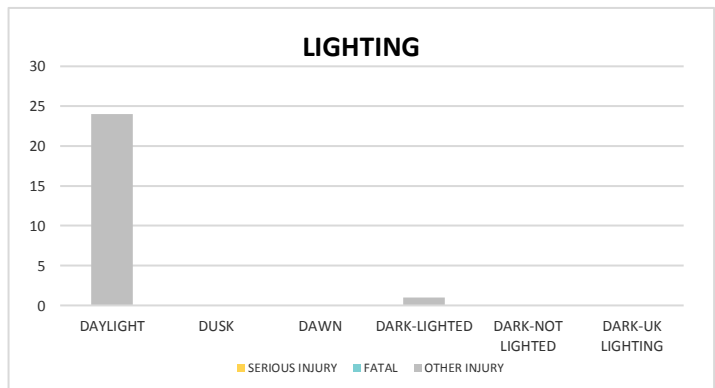 LIGHTING
30
25
20
15
10
5
0
DAYLIGHT DUSK DAWN DARK-LIGHTED DARK-NOT LIGHTED DARK-UK LIGHTING
SERIOUS INJURY FATAL OTHER INJURY